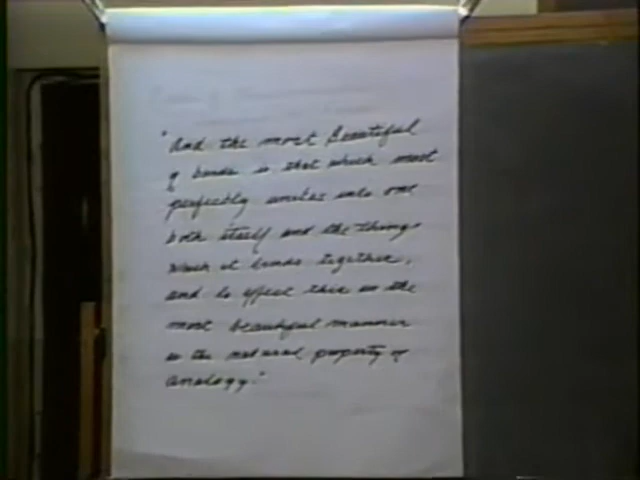 "And the most Beautiful
of bonds is that which most
perfectly unites into one
both itself and the things
which it binds together,
and to effect this in the
most beautiful manner
is the natural property of
analogy."